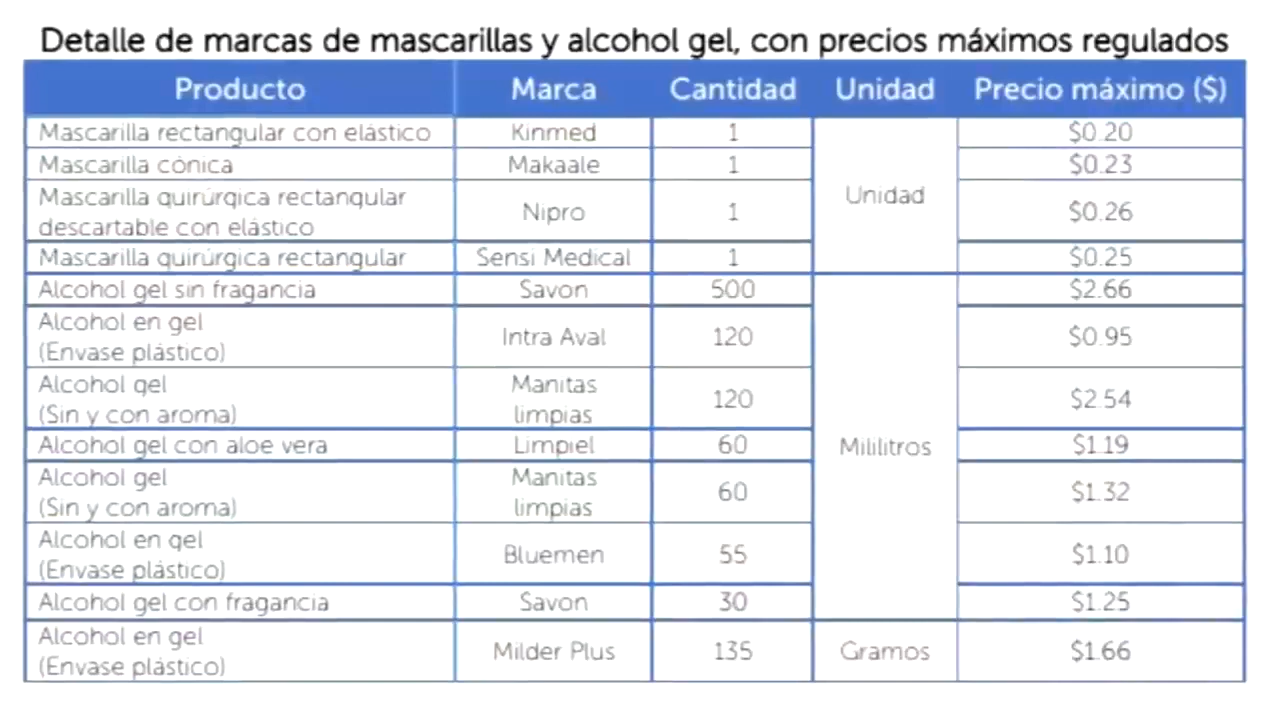 Detalle de marcas de mascarillas y alcohol gel, con precios máximos regulados
Producto Marca Cantidad Unidad Precio máximo ($)
Mascarilla rectangular con elástico Kinmed 1 $0.20
Mascarilla cónica Makaale 1 $0.23
Mascarilla quirúrgica rectangular
descartable con elástico Nipro 1 Unidad $0.26
Mascarilla quirúrgica rectangular Sensi Medical 1 $0.25
Alcohol gel sin fragancia Savon 500 $2.66
Alcohol en gel
(Envase plástico) Intra Aval 120 $0.95
Alcohol gel Manitas
(Sin y con aroma) limpias 120 $2.54
Alcohol gel con aloe vera Limpiel 60 Mililitros $1.19
Alcohol gel Manitas
(Sin y con aroma) limpias 60 $1.32
Alcohol en gel
(Envase plástico) Bluemen 55 $1.10
Alcohol gel con fragancia Savon 30 $1.25
Alcohol en gel
(Envase plástico) Milder Plus 135 Gramos $1.66